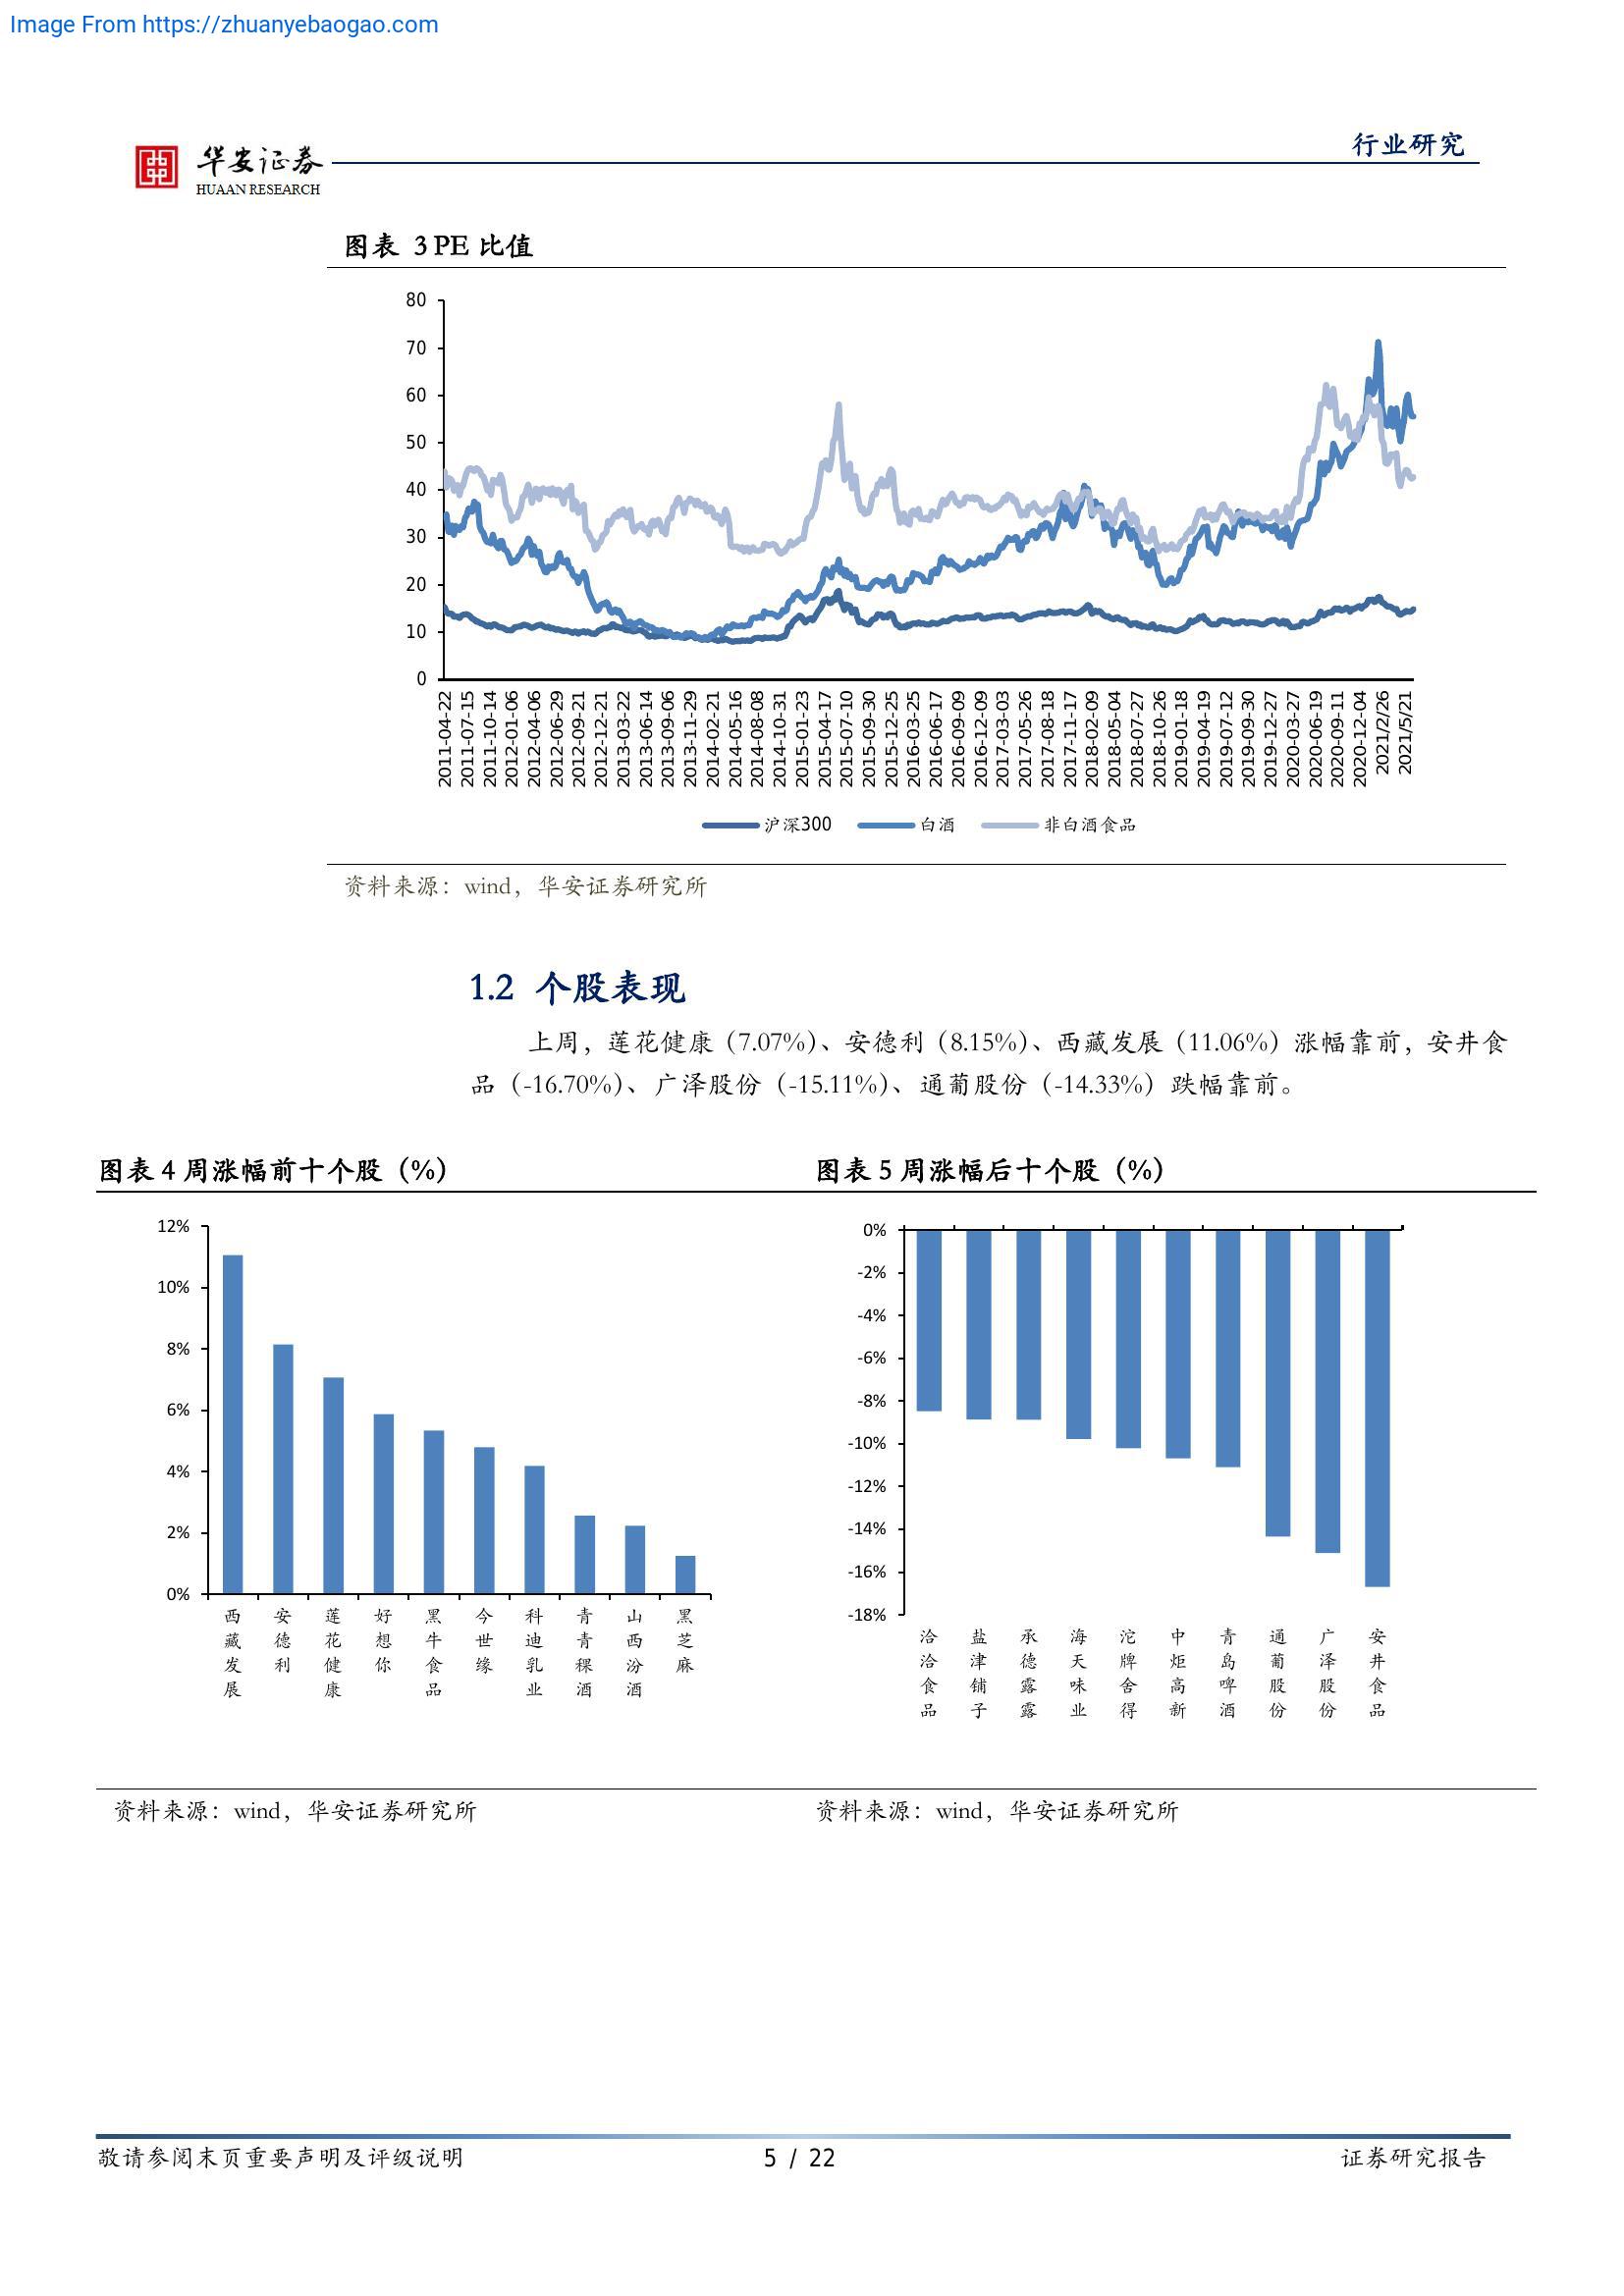 Image From https://zhuanyebaogao.com
华安证券
HUAAN RESEARCH
行业研究
图表 3 PE 比值
80
70
60
50
40
30
20
10
0
2011-04-22
2011-07-15
2011-10-14
2012-01-06
2012-04-06
2012-06-29
2012-09-21
2012-12-21
2013-03-22
2013-06-14
2013-09-06
2013-11-29
2014-02-21
2014-05-16
2014-08-08
2014-10-31
2015-01-23
2015-04-17
2015-07-10
2015-09-30
2015-12-25
2016-03-25
2016-06-17
2016-09-09
2016-12-09
2017-03-03
2017-05-26
2017-08-18
2017-11-17
2018-02-09
2018-05-04
2018-07-27
2018-10-26
2019-01-18
2019-04-19
2019-07-12
2019-09-30
2019-12-27
2020-03-27
2020-06-19
2020-09-11
2020-12-04
2021/2/26
2021/5/21
沪深300 白酒 非白酒食品
资料来源：wind，华安证券研究所
1.2 个股表现
上周，莲花健康（7.07%）、安德利（8.15%）、西藏发展（11.06%）涨幅靠前，安井食
品（-16.70%）、广泽股份（-15.11%）、通葡股份（-14.33%）跌幅靠前。
图表 4 周涨幅前十个股（%）
12%
10%
8%
6%
4%
2%
0%
西藏发展
安德利
莲花健康
好想你
黑牛食品
今世缘
科迪乳业
青青稞酒
山西汾酒
黑芝麻
资料来源：wind，华安证券研究所
图表 5 周涨幅后十个股（%）
0%
-2%
-4%
-6%
-8%
-10%
-12%
-14%
-16%
-18%
洽洽食品
盐津铺子
承德露露
海天味业
沱牌舍得
中炬高新
青岛啤酒
通葡股份
广泽股份
安井食品
资料来源：wind，华安证券研究所
敬请参阅末页重要声明及评级说明
5 / 22
证券研究报告